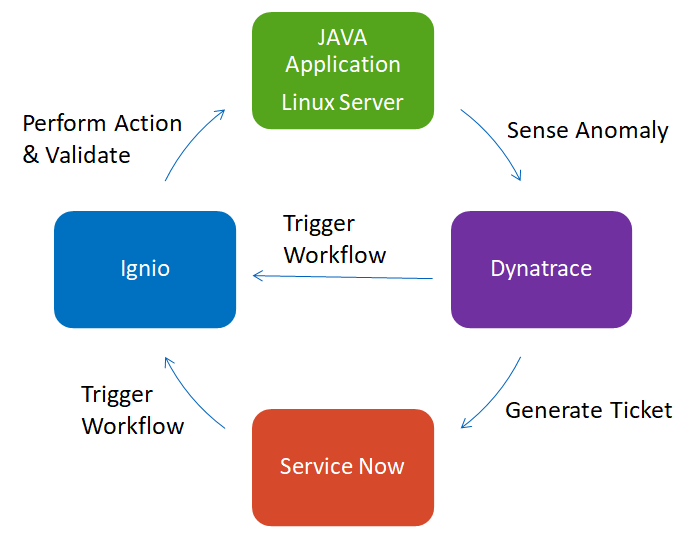 JAVA
Application
Linux Server
Perform Action
& Validate
Sense Anomaly
Trigger
Workflow
Ignio
Dynatrace
Trigger
Workflow
Generate Ticket
Service Now